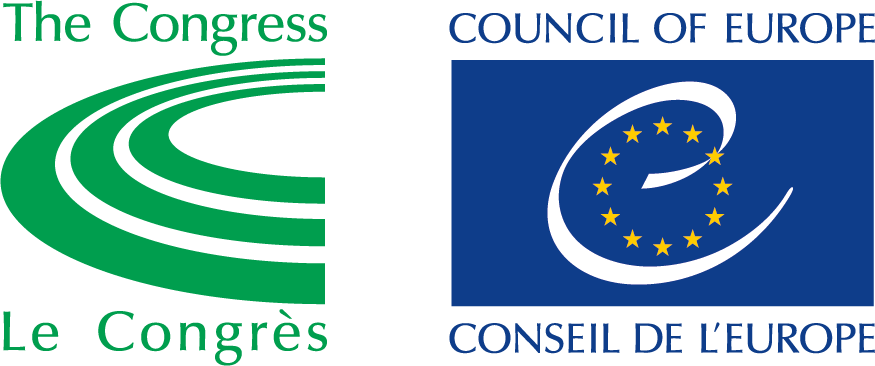 The Congress
Le Congrès
COUNCIL OF EUROPE
CONSEIL DE L'EUROPE